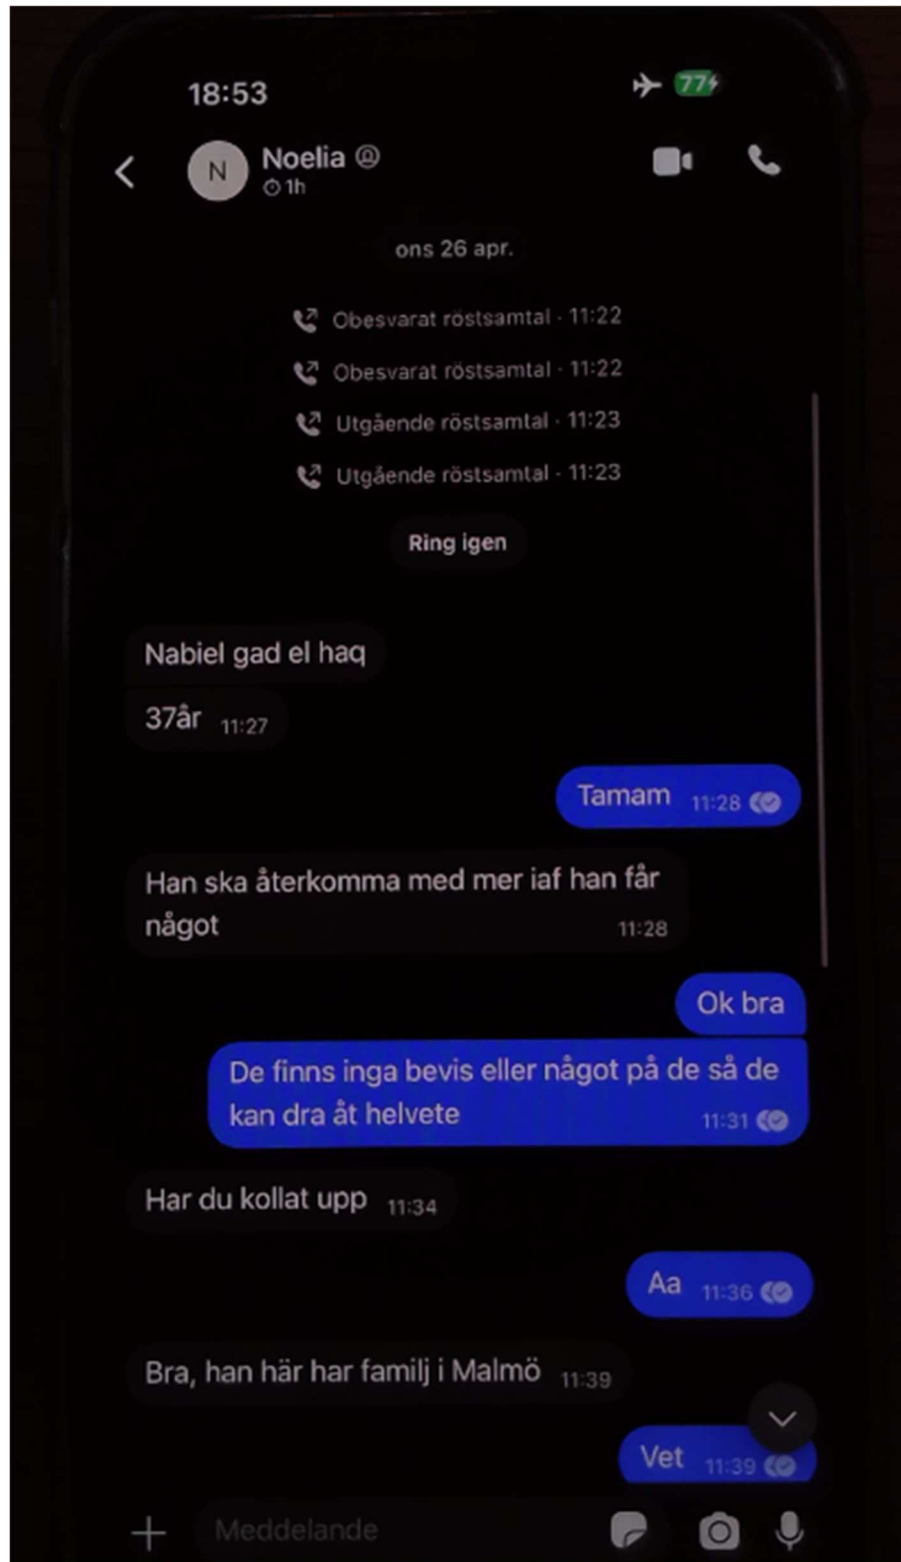 18:53
77
N
Noelia
1h
ons 26 apr.
Obesvarat röstsamtal · 11:22
Obesvarat röstsamtal · 11:22
Utgående röstsamtal · 11:23
Utgående röstsamtal · 11:23
Ring igen
Nabiel gad el haq
37år 11:27
Tamam 11:28
Han ska återkomma med mer iaf han får
något 11:28
Ok bra
De finns inga bevis eller något på de så de
kan dra åt helvete 11:31
Har du kollat upp 11:34
Aa 11:36
Bra, han här har familj i Malmö 11:39
Vet 11:39
Meddelande